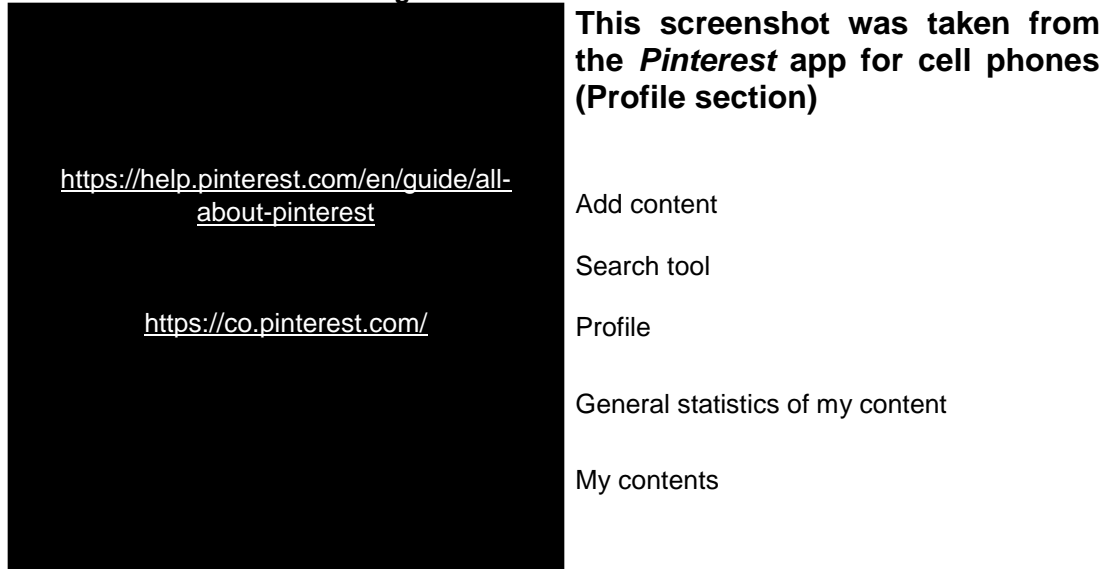 This screenshot was taken from
the Pinterest app for cell phones
(Profile section)
https://help.pinterest.com/en/guide/all-
about-pinterest
Add content
Search tool
https://co.pinterest.com/
Profile
General statistics of my content
My contents